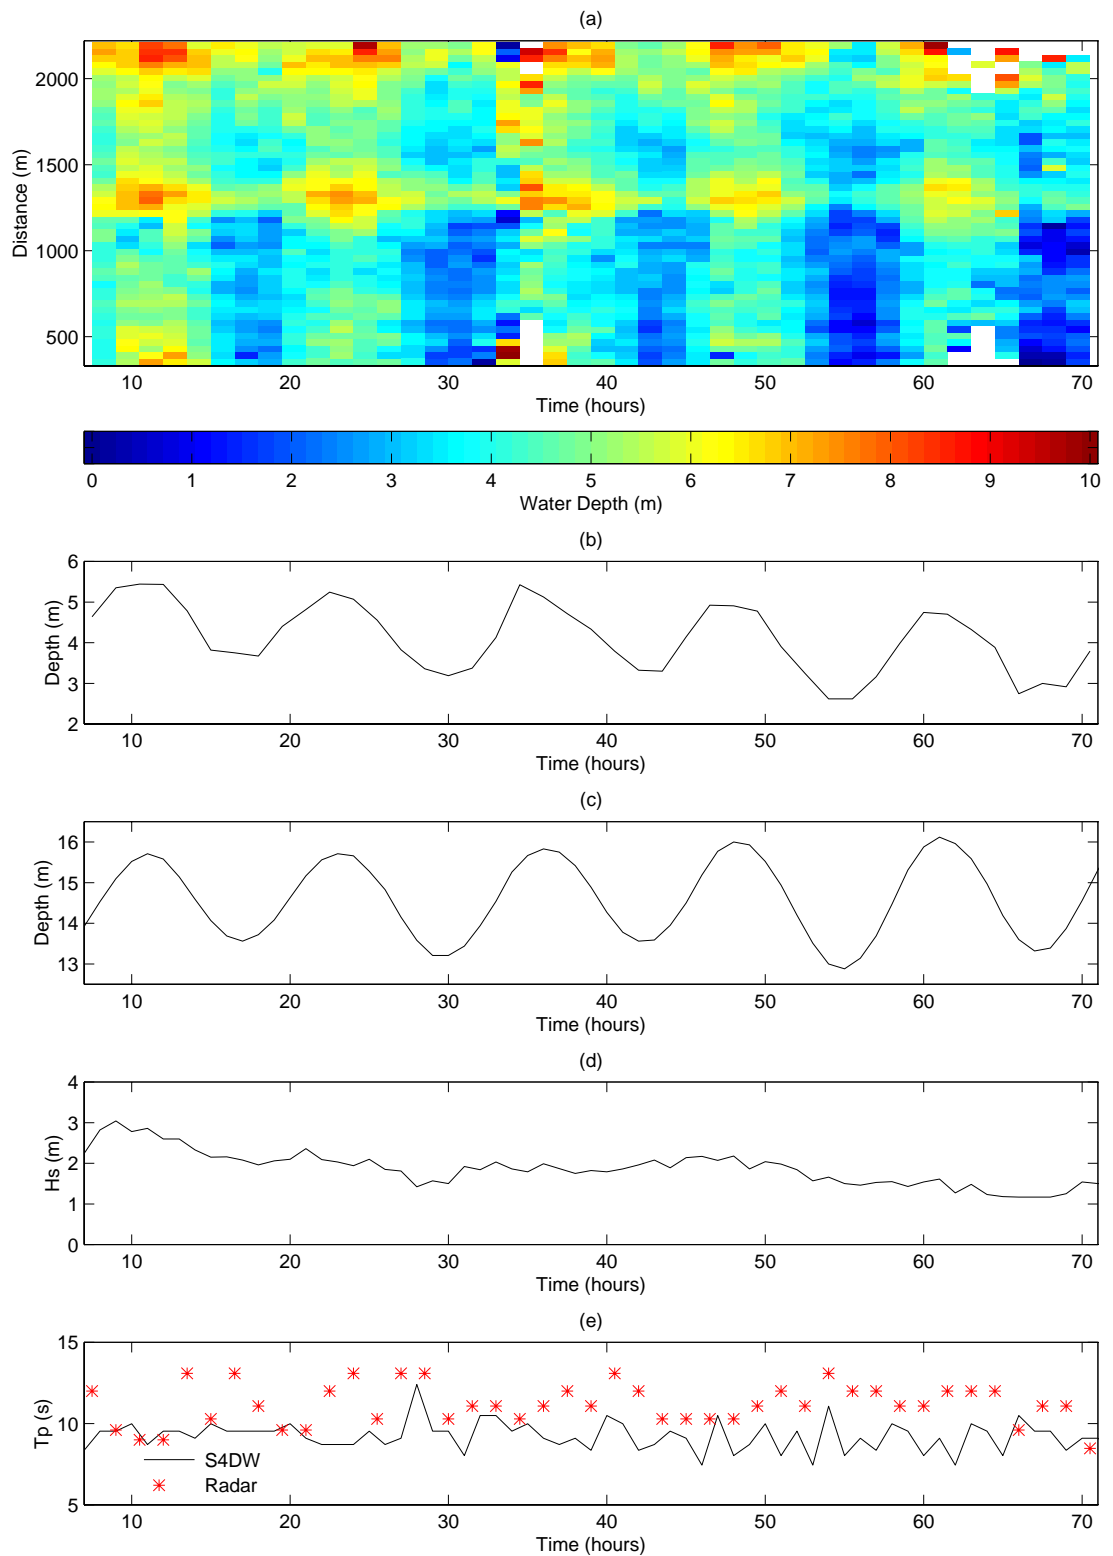 (a)
2000
1500
1000
500
Distance (m)
10 20 30 40 50 60 70
Time (hours)
0 1 2 3 4 5 6 7 8 9 10
Water Depth (m)
(b)
6
5
4
3
2
Depth (m)
10 20 30 40 50 60 70
Time (hours)
(c)
16
15
14
13
Depth (m)
10 20 30 40 50 60 70
Time (hours)
(d)
4
3
2
1
0
Hs (m)
10 20 30 40 50 60 70
Time (hours)
(e)
15
10
5
Tp (s)
S4DW
Radar
10 20 30 40 50 60 70
Time (hours)